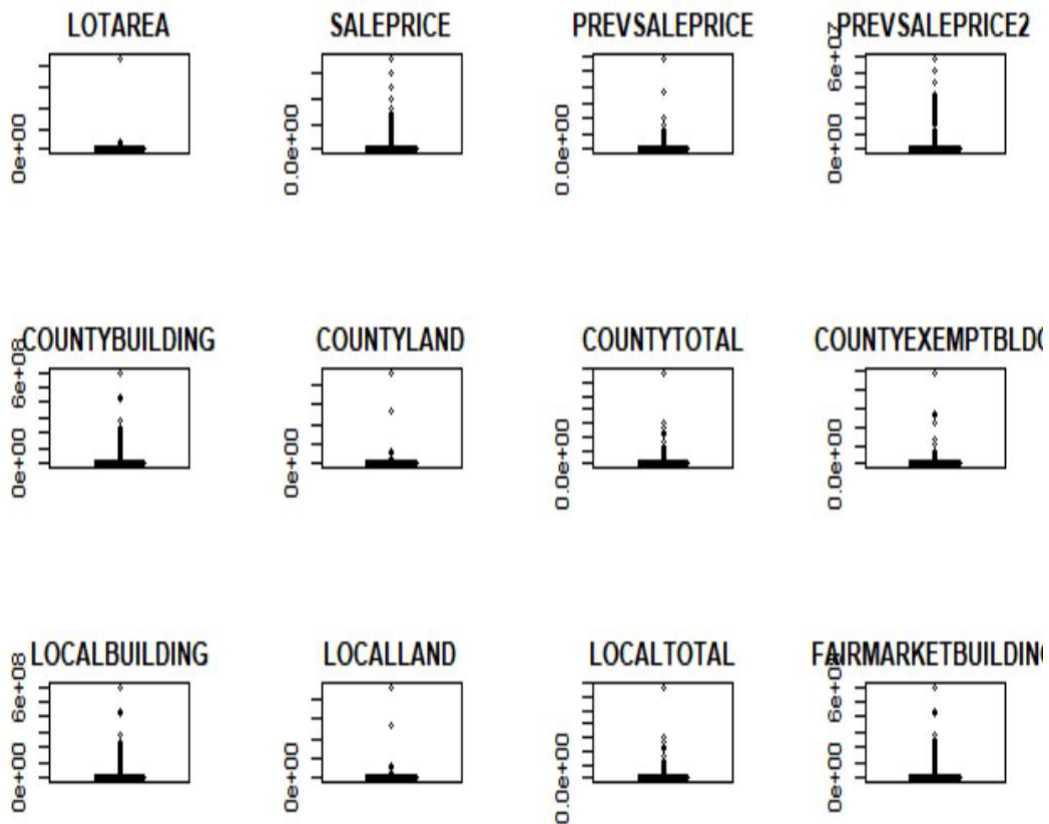 LOTAREA SALEPRICE PREVSALEPRICE PREVSALEPRICE2
0e+00 0.0e+00 0.0e+00 0e+00 6e+07
COUNTYBUILDING COUNTYLAND COUNTYTOTAL COUNTYEXEMPTBLDG
0e+00 6e+08 0e+00 0.0e+00 0.0e+00
LOCALBUILDING LOCALLAND LOCALTOTAL FAIRMARKETBUILDING
0e+00 6e+08 0e+00 0.0e+00 0e+00 6e+08